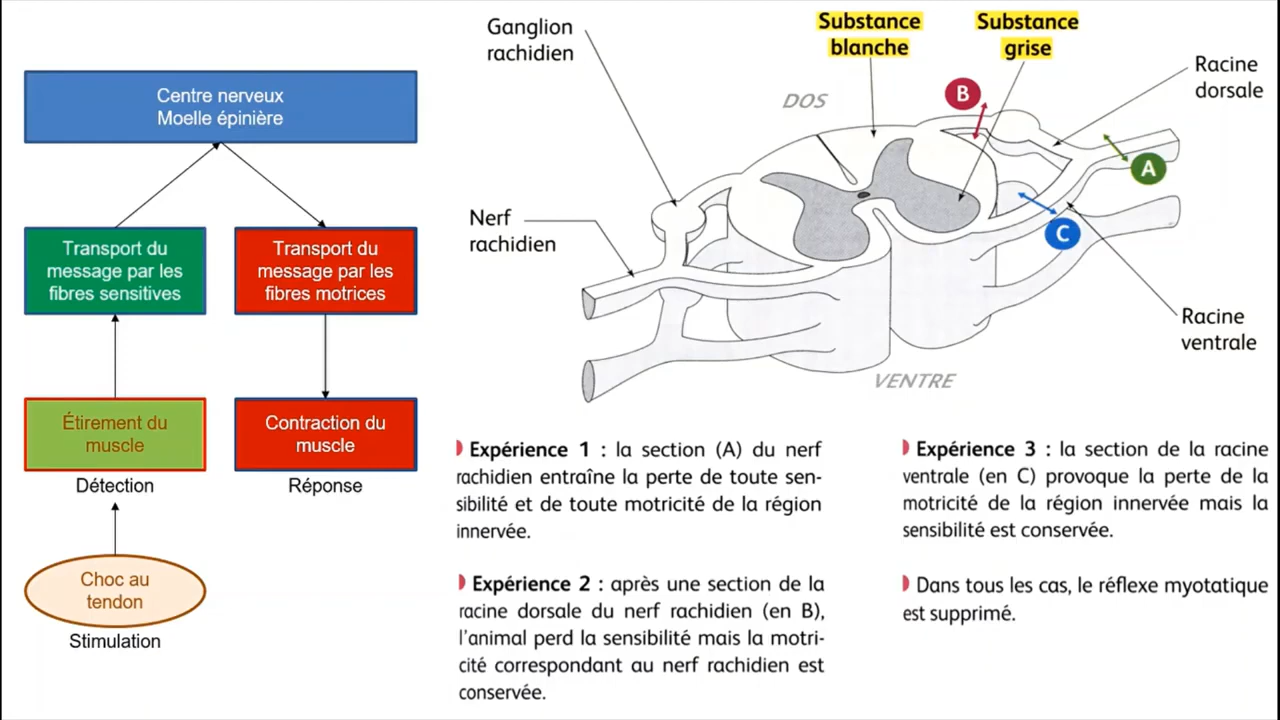 Centre nerveux
Moelle épinière
Transport du
message par les
fibres sensitives
Transport du
message par les
fibres motrices
Étirement du
muscle
Contraction du
muscle
Détection
Réponse
Choc au
tendon
Stimulation
Ganglion
rachidien
Substance
blanche
Substance
grise
Racine
dorsale
DOS
B
A
Nerf
rachidien
C
Racine
ventrale
VENTRE
Expérience 1 : la section (A) du nerf
rachidien entraîne la perte de toute sen-
sibilité et de toute motricité de la région
innervée.
Expérience 2 : après une section de la
racine dorsale du nerf rachidien (en B),
l'animal perd la sensibilité mais la motri-
cité correspondant au nerf rachidien est
conservée.
Expérience 3 : la section de la racine
ventrale (en C) provoque la perte de la
motricité de la région innervée mais la
sensibilité est conservée.
Dans tous les cas, le réflexe myotatique
est supprimé.